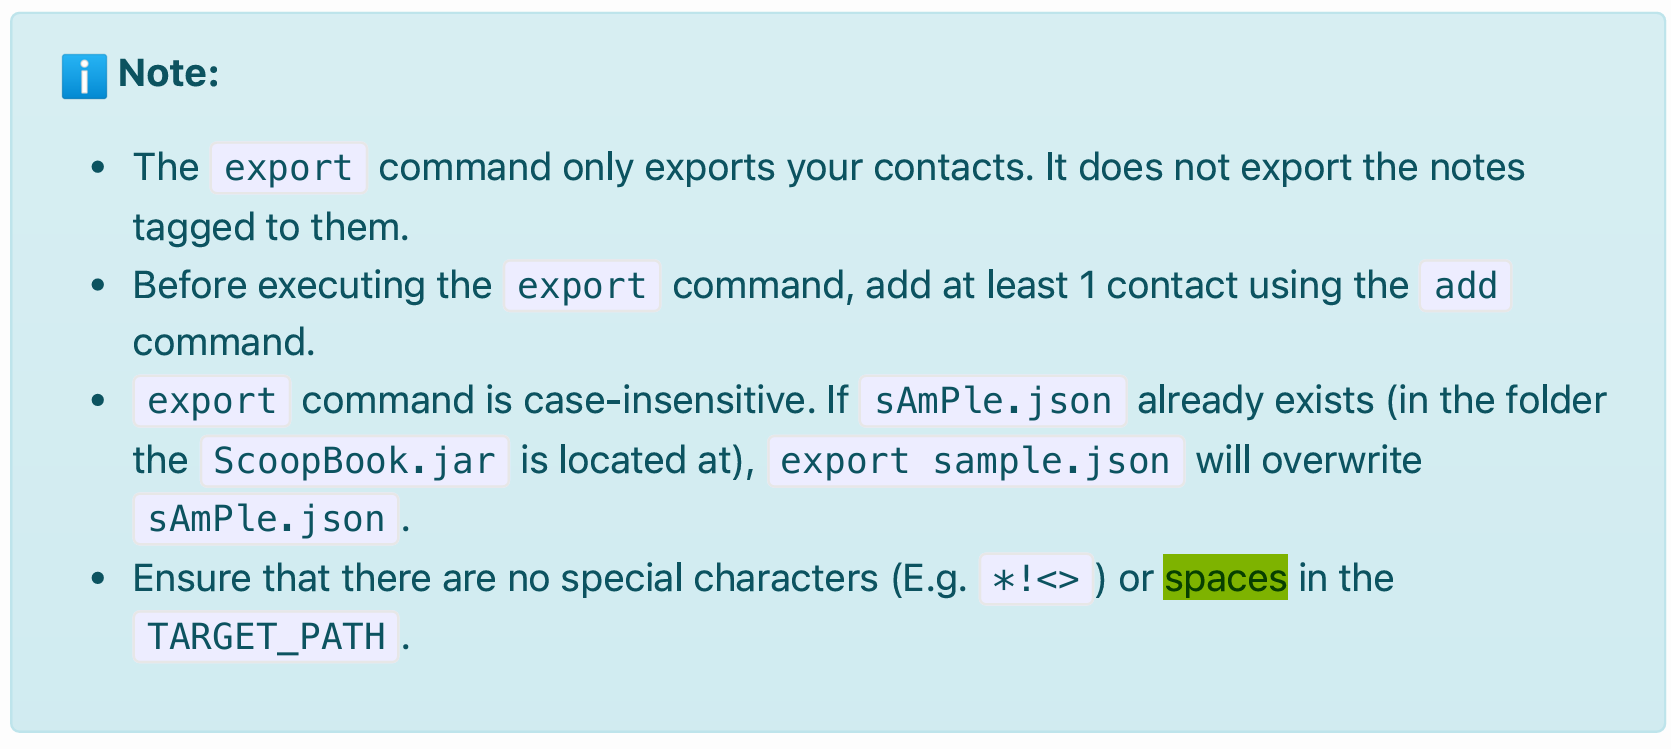 Note:
• The export command only exports your contacts. It does not export the notes
tagged to them.
• Before executing the export command, add at least 1 contact using the add
command.
• export command is case-insensitive. If sAmPle.json already exists (in the folder
the ScoopBook.jar is located at), export sample.json will overwrite
sAmPle.json.
• Ensure that there are no special characters (E.g. *!<>) or spaces in the
TARGET_PATH.